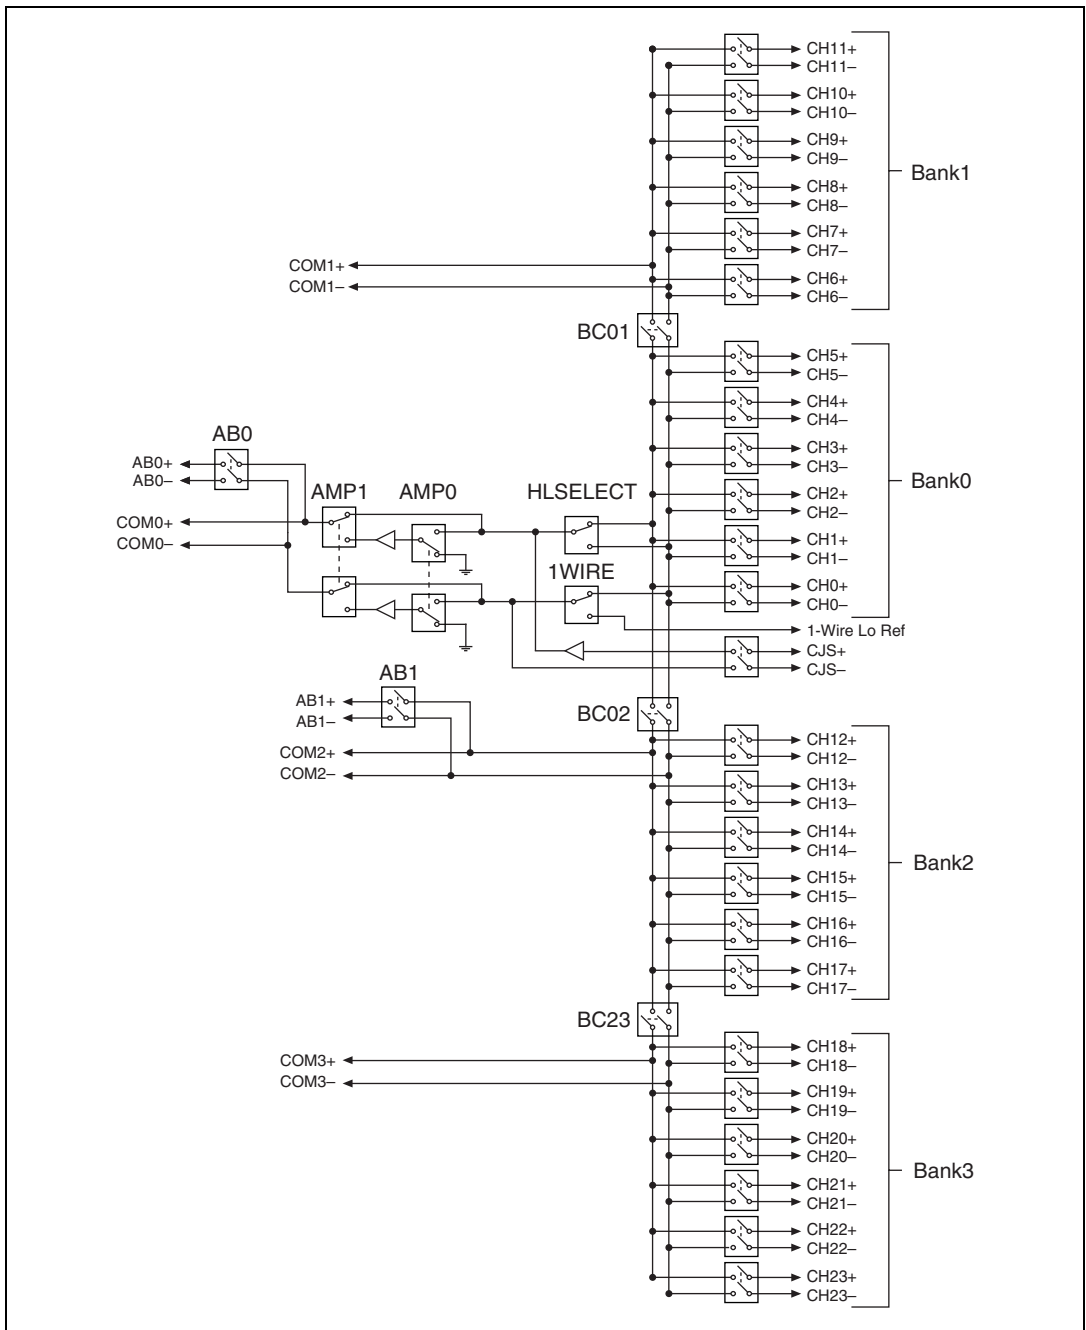 CH11+
CH11–
CH10+
CH10–
CH9+
CH9–
Bank1
CH8+
CH8–
CH7+
CH7–
COM1+
CH6+
COM1–
CH6–
BC01
CH5+
CH5–
CH4+
CH4–
AB0
CH3+
AB0+
CH3–
AB0–
Bank0
AMP1
AMP0
HLSELECT
CH2+
CH2–
COM0+
CH1+
COM0–
CH1–
1WIRE
CH0+
CH0–
1-Wire Lo Ref
CJS+
CJS–
AB1
AB1+
AB1–
BC02
CH12+
COM2+
CH12–
COM2–
CH13+
CH13–
CH14+
CH14–
Bank2
CH15+
CH15–
CH16+
CH16–
CH17+
CH17–
BC23
CH18+
COM3+
CH18–
COM3–
CH19+
CH19–
CH20+
CH20–
Bank3
CH21+
CH21–
CH22+
CH22–
CH23+
CH23–